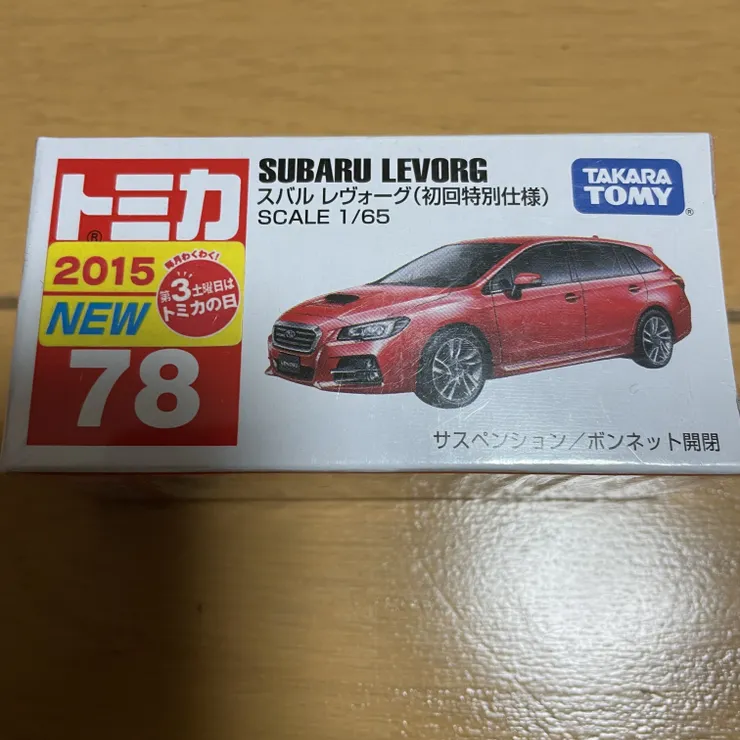 トミカ
®
SUBARU LEVORG
スバル レヴォーグ(初回特別仕様)
SCALE 1/65
TAKARA
TOMY®
2015
NEW
毎月わくわく!
第3土曜日は
トミカの日
78
サスペンション/ボンネット開閉